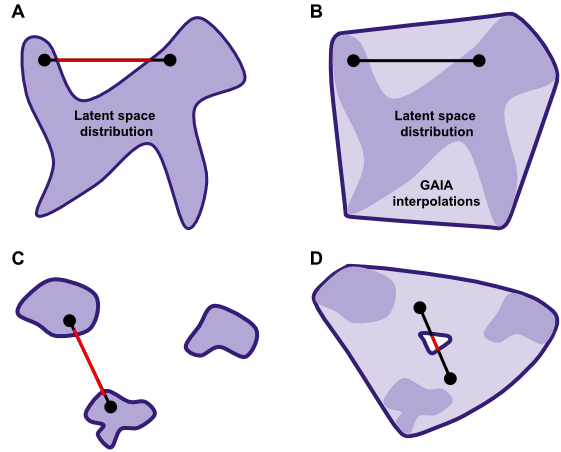 A
B
Latent space
distribution
Latent space
distribution
GAIA
interpolations
C
D